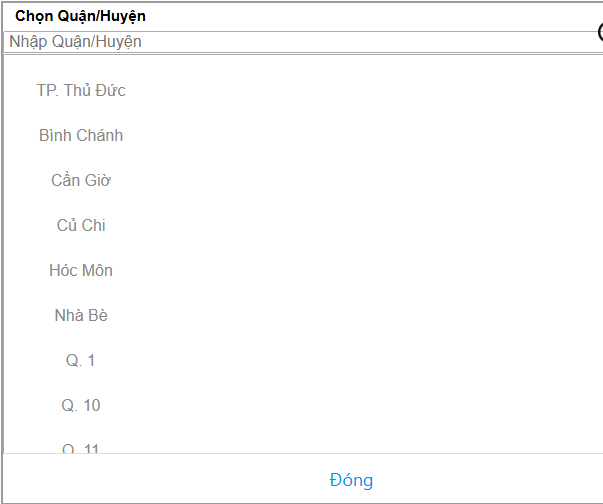 Chọn Quận/Huyện
Nhập Quận/Huyện
TP. Thủ Đức
Bình Chánh
Cần Giờ
Củ Chi
Hóc Môn
Nhà Bè
Q. 1
Q. 10
Q. 11
Đóng